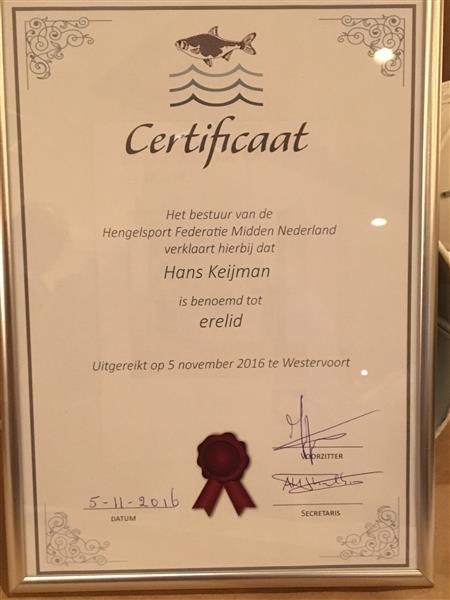 Certificaat
Het bestuur van de
Hengelsport Federatie Midden Nederland
verklaart hierbij dat
Hans Keijman
is benoemd tot
erelid
Uitgereikt op 5 november 2016 te Westervoort
VOORZITTER
5-11-2016
DATUM
SECRETARIS